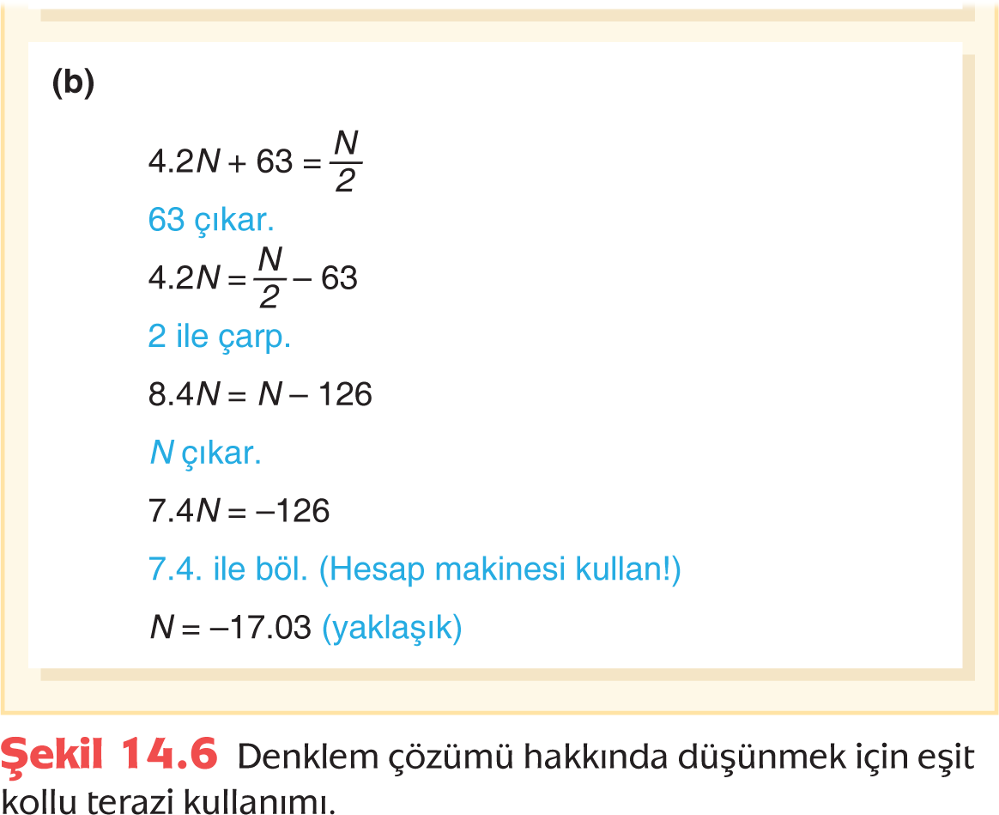 (b)
4.2N + 63 = N/2
63 çıkar.
4.2N = N/2 – 63
2 ile çarp.
8.4N = N – 126
N çıkar.
7.4N = –126
7.4. ile böl. (Hesap makinesi kullan!)
N = –17.03 (yaklaşık)
Şekil 14.6 Denklem çözümü hakkında düşünmek için eşit
kollu terazi kullanımı.